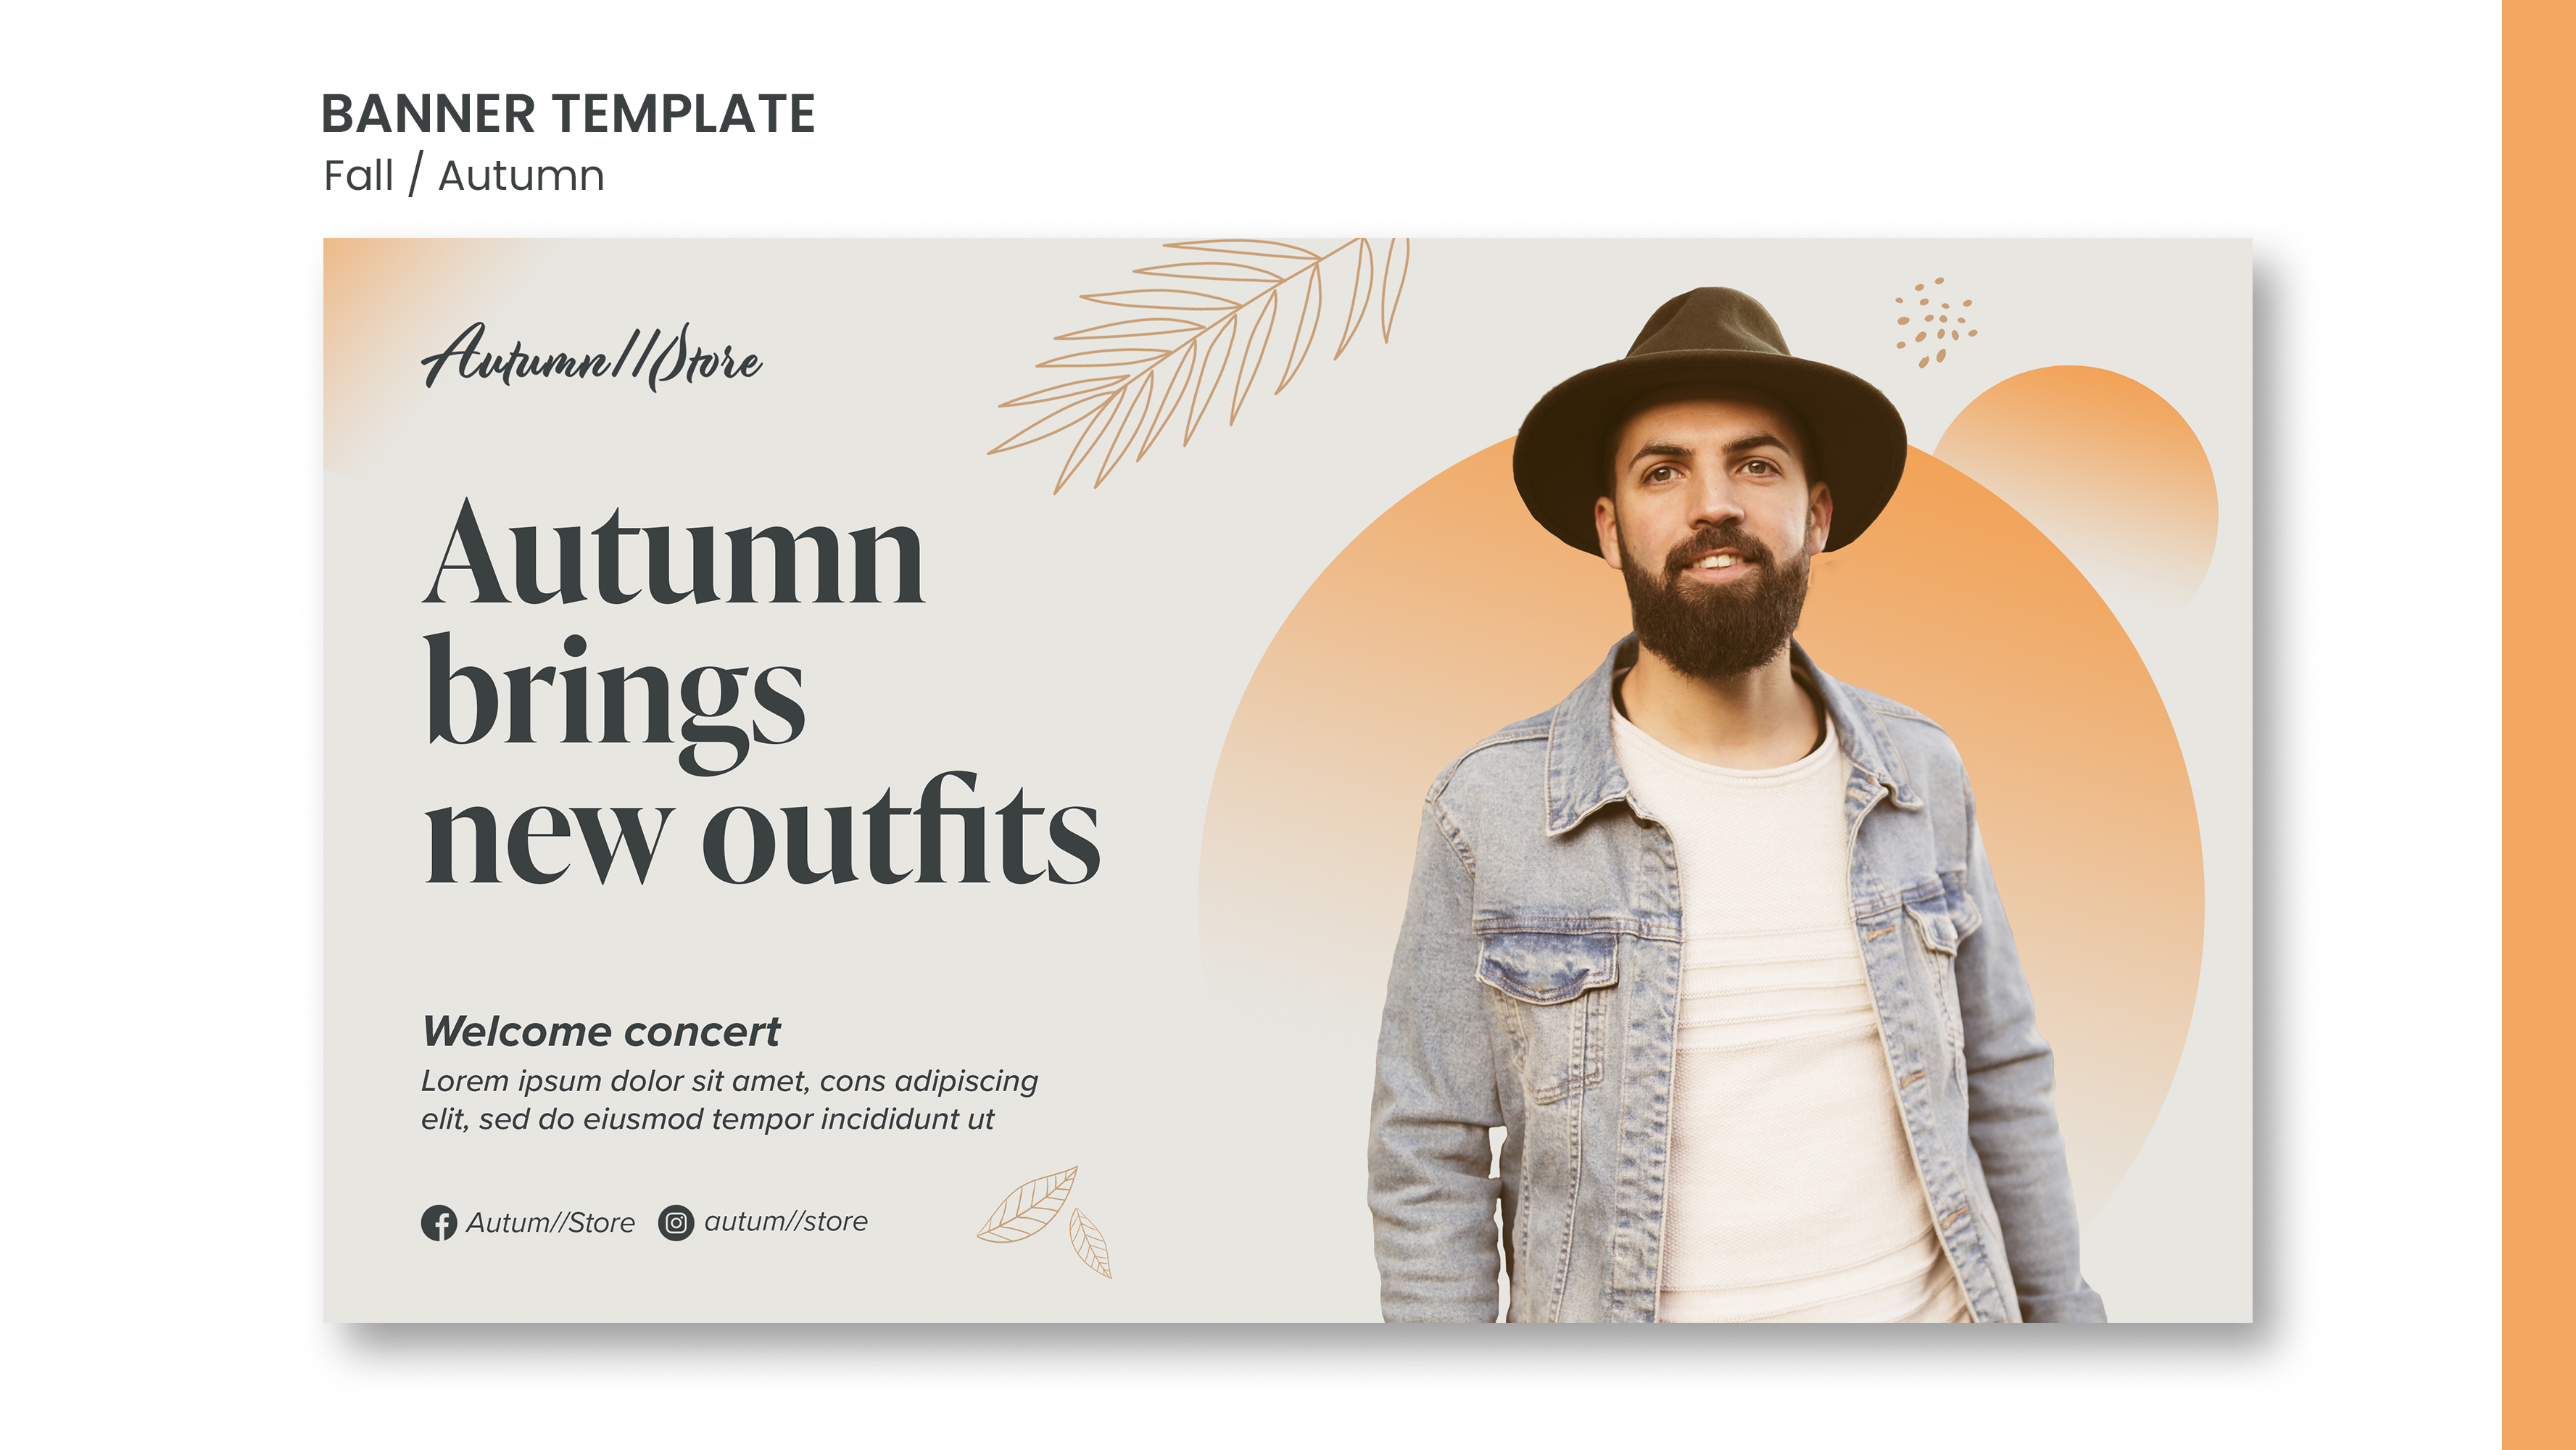 BANNER TEMPLATE
Fall / Autumn
Autumn//Store
Autumn
brings
new outfits
Welcome concert
Lorem ipsum dolor sit amet, cons adipiscing
elit, sed do eiusmod tempor incididunt ut
Autum//Store autum//store